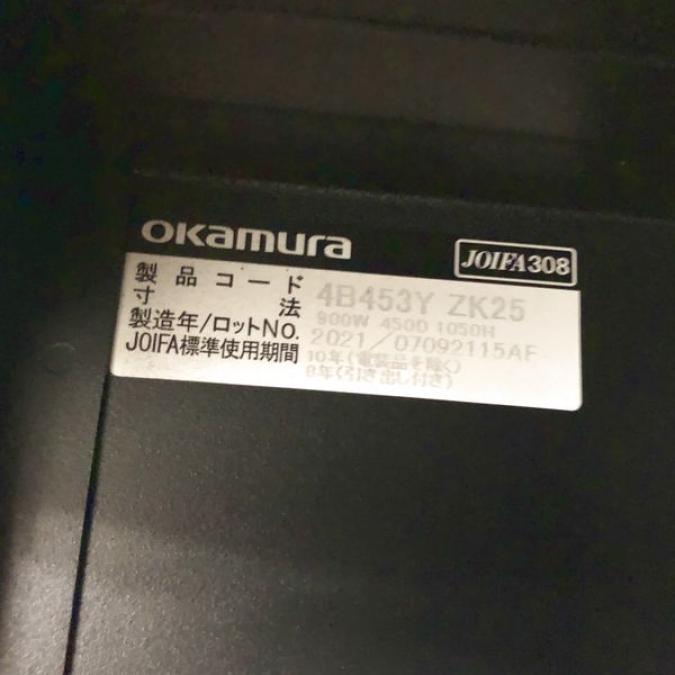 OKamura
JOIFA308
製品コード 4B453Y ZK25
寸法 900W 450D 1050H
製造年/ロットNO. 2021/07092115AF
JOIFA標準使用期間 10年(電装品を除く)
8年(引き出し付き)